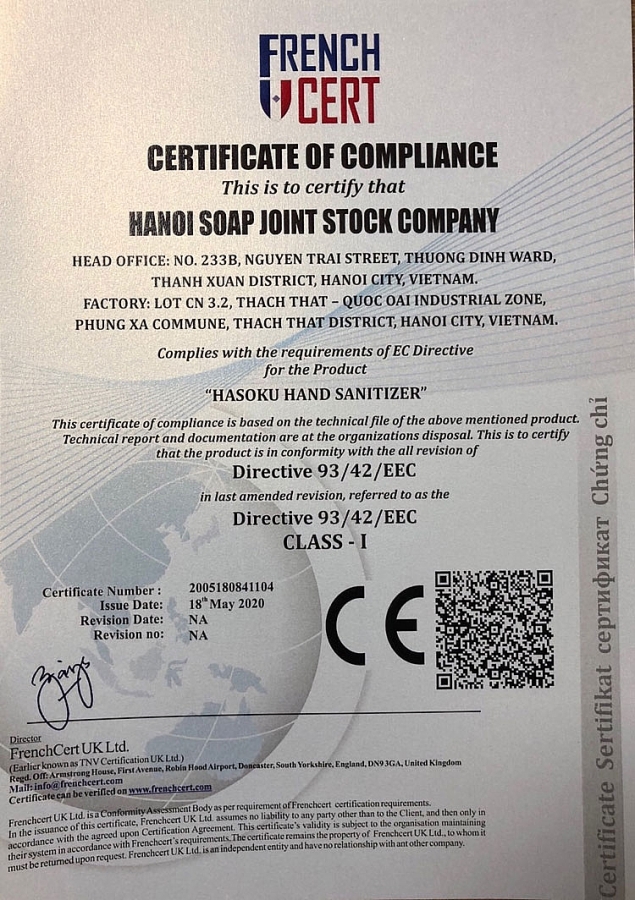 FRENCH
CERT
CERTIFICATE OF COMPLIANCE
This is to certify that
HANOI SOAP JOINT STOCK COMPANY
HEAD OFFICE: NO. 233B, NGUYEN TRAI STREET, THUONG DINH WARD,
THANH XUAN DISTRICT, HANOI CITY, VIETNAM.
FACTORY: LOT CN 3.2, THACH THAT – QUOC OAI INDUSTRIAL ZONE,
PHUNG XA COMMUNE, THACH THAT DISTRICT, HANOI CITY, VIETNAM.
Complies with the requirements of EC Directive
for the Product
“HASOKU HAND SANITIZER”
This certificate of compliance is based on the technical file of the above mentioned product.
Technical report and documentation are at the organizations disposal. This is to certify
that the product is in conformity with the all revision of
Directive 93/42/EEC
in last amended revision, referred to as the
Directive 93/42/EEC
CLASS - I
Certificate Number : 2005180841104
Issue Date: 18th May 2020
Revision Date: NA
Revision no: NA
CE
Director
FrenchCert UK Ltd.
(Earlier known as TNV Certification UK Ltd.)
Regd. Off: Armstrong House, First Avenue, Robin Hood Airport, Doncaster, South Yorkshire, England, DN9 3GA, United Kingdom
Mail: info@frenchcert.com
Certificate can be verified on www.frenchcert.com
Frenchcert UK Ltd. is a Conformity Assessment Body as per requirement of Frenchcert certification requirements.
In the issuance of this certificate, Frenchcert UK Ltd. assumes no liability to any party other than to the Client, and then only in
accordance with the agreed upon Certification Agreement. This certificate's validity is subject to the organisation maintaining
their system in accordance with Frenchcert's requirements.The certificate remains the property of Frenchcert UK Ltd., to whom it
must be returned upon request. Frenchcert UK Ltd. is an independent entity and have no relationship with ant other company.
Certificate Sertifikat сертификат Chứng chỉ